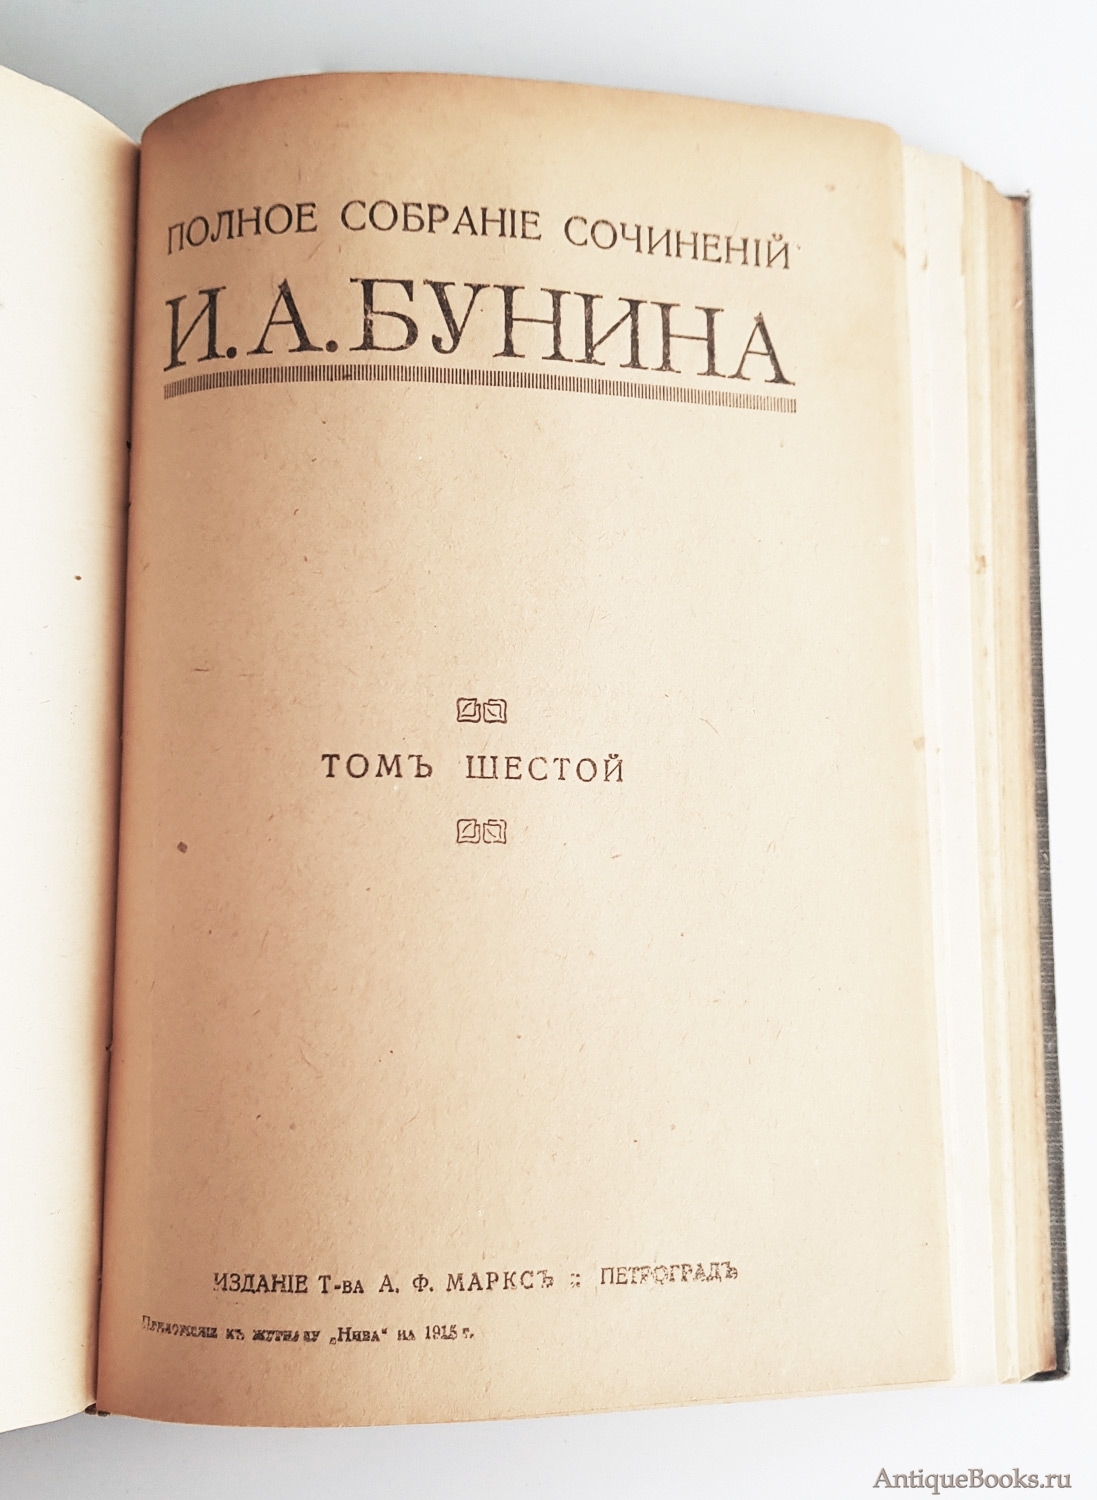 ПОЛНОЕ СОБРАНІЕ СОЧИНЕНІЙ
И. А. БУНИНА
ТОМЪ ШЕСТОЙ
ИЗДАНІЕ Т-ВА А. Ф. МАРКСЪ :: ПЕТРОГРАДЪ
Приложеніе къ журналу „Нива“ на 1915 г.
AntiqueBooks.ru